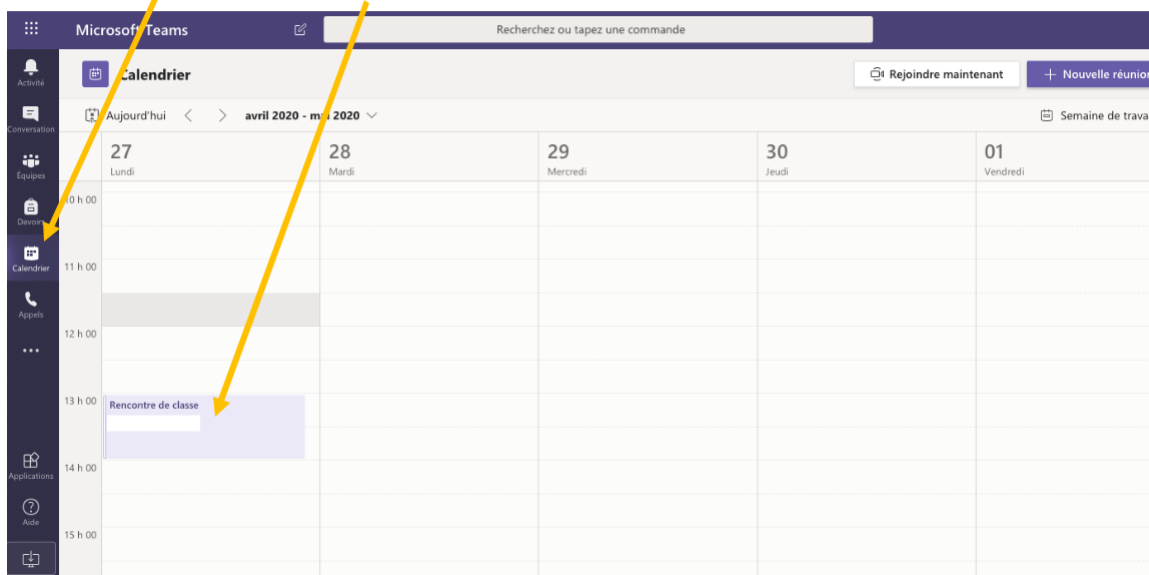 Microsoft Teams
Recherchez ou tapez une commande
Activité
Conversation
Équipes
Devoirs
Calendrier
Appels
Applications
Aide
Calendrier
Rejoindre maintenant
+ Nouvelle réunion
Aujourd'hui
avril 2020 - mai 2020
Semaine de trava
27
Lundi
28
Mardi
29
Mercredi
30
Jeudi
01
Vendredi
10 h 00
11 h 00
12 h 00
13 h 00
Rencontre de classe
14 h 00
15 h 00